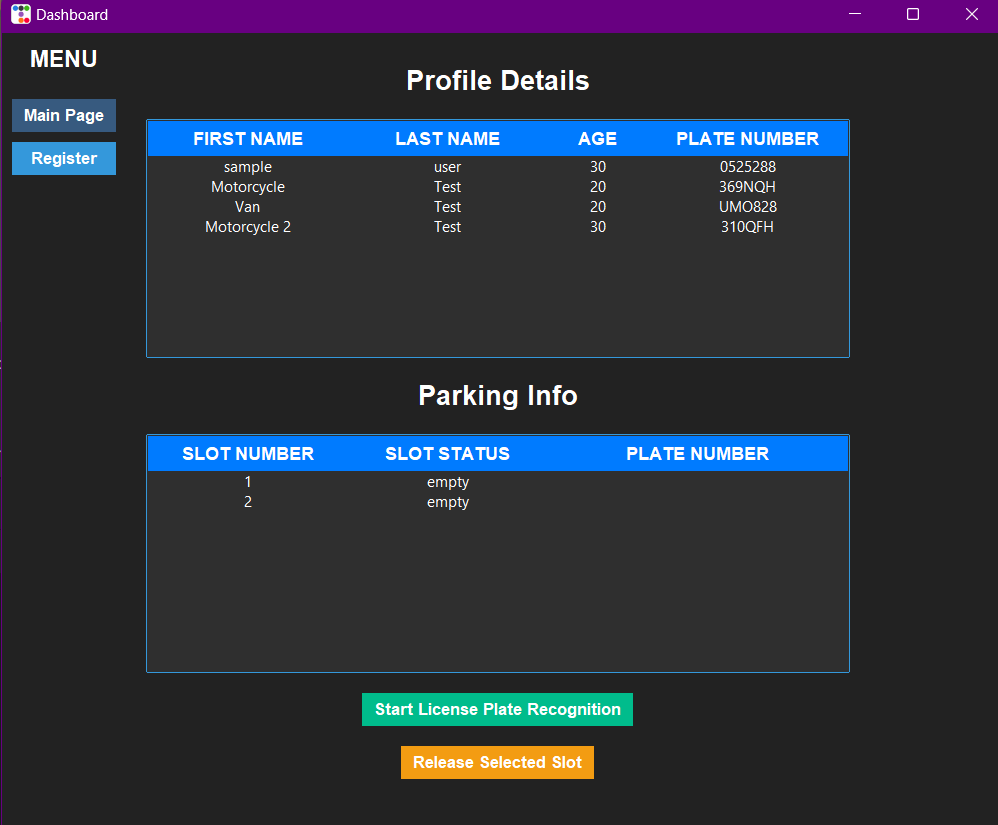 Dashboard
MENU
Main Page
Register
Profile Details
FIRST NAME LAST NAME AGE PLATE NUMBER
sample user 30 0525288
Motorcycle Test 20 369NQH
Van Test 20 UMO828
Motorcycle 2 Test 30 310QFH
Parking Info
SLOT NUMBER SLOT STATUS PLATE NUMBER
1 empty
2 empty
Start License Plate Recognition
Release Selected Slot